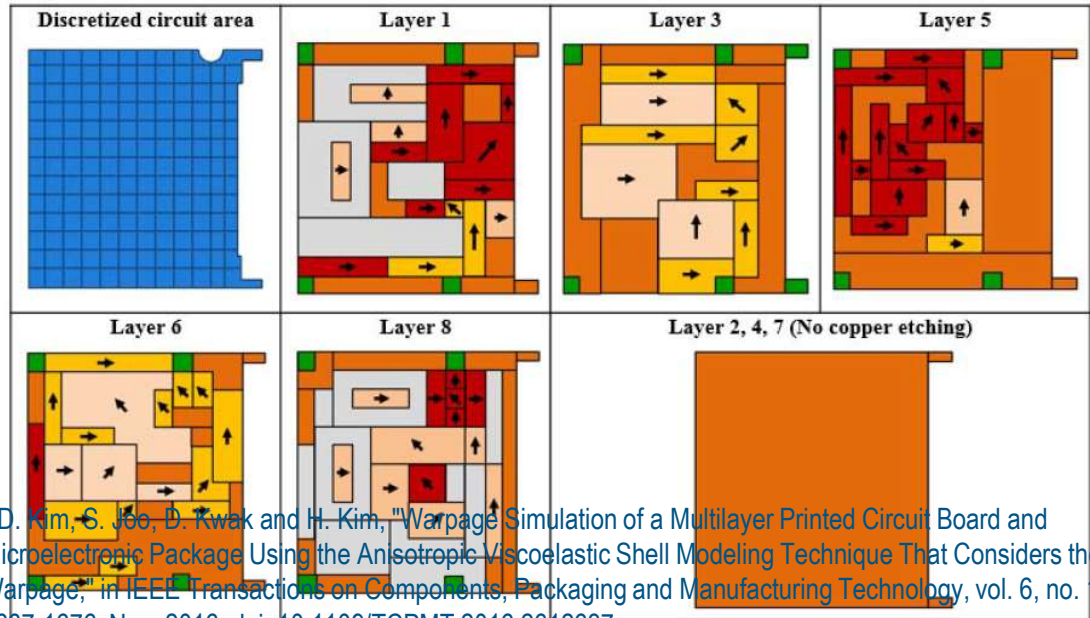 Discretized circuit area
Layer 1
Layer 3
Layer 5
Layer 6
Layer 8
Layer 2, 4, 7 (No copper etching)
D. Kim, S. Joo, D. Kwak and H. Kim, "Warpage Simulation of a Multilayer Printed Circuit Board and
icroelectronic Package Using the Anisotropic Viscoelastic Shell Modeling Technique That Considers th
arpage," in IEEE Transactions on Components, Packaging and Manufacturing Technology, vol. 6, no.